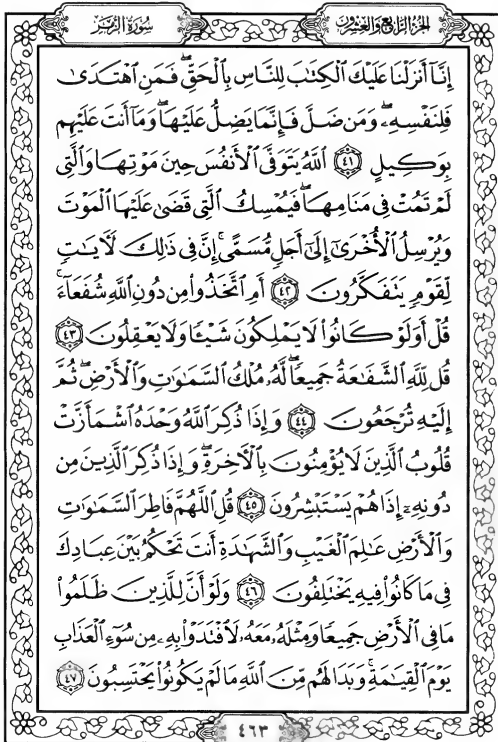 سورة الزمر
الجزء الرابع والعشرون
إِنَّآ أَنزَلْنَا عَلَيْكَ ٱلْكِتَٰبَ لِلنَّاسِ بِٱلْحَقِّۖ فَمَنِ ٱهْتَدَىٰ
فَلِنَفْسِهِۦۖ وَمَن ضَلَّ فَإِنَّمَا يَضِلُّ عَلَيْهَاۖ وَمَآ أَنتَ عَلَيْهِم
بِوَكِيلٍ ٤١ ٱللَّهُ يَتَوَفَّى ٱلْأَنفُسَ حِينَ مَوْتِهَا وَٱلَّتِى
لَمْ تَمُتْ فِى مَنَامِهَاۖ فَيُمْسِكُ ٱلَّتِى قَضَىٰ عَلَيْهَا ٱلْمَوْتَ
وَيُرْسِلُ ٱلْأُخْرَىٰٓ إِلَىٰٓ أَجَلٍ مُّسَمًّىۚ إِنَّ فِى ذَٰلِكَ لَءَايَٰتٍ
لِّقَوْمٍ يَتَفَكَّرُونَ ٤٢ أَمِ ٱتَّخَذُوا۟ مِن دُونِ ٱللَّهِ شُفَعَآءَۚ
قُلْ أَوَلَوْ كَانُوا۟ لَا يَمْلِكُونَ شَيْـًٔا وَلَا يَعْقِلُونَ ٤٣
قُل لِّلَّهِ ٱلشَّفَٰعَةُ جَمِيعًاۖ لَّهُۥ مُلْكُ ٱلسَّمَٰوَٰتِ وَٱلْأَرْضِۖ ثُمَّ
إِلَيْهِ تُرْجَعُونَ ٤٤ وَإِذَا ذُكِرَ ٱللَّهُ وَحْدَهُ ٱشْمَأَزَّتْ
قُلُوبُ ٱلَّذِينَ لَا يُؤْمِنُونَ بِٱلْءَاخِرَةِۖ وَإِذَا ذُكِرَ ٱلَّذِينَ مِن
دُونِهِۦٓ إِذَا هُمْ يَسْتَبْشِرُونَ ٤٥ قُلِ ٱللَّهُمَّ فَاطِرَ ٱلسَّمَٰوَٰتِ
وَٱلْأَرْضِ عَٰلِمَ ٱلْغَيْبِ وَٱلشَّهَٰدَةِ أَنتَ تَحْكُمُ بَيْنَ عِبَادِكَ
فِى مَا كَانُوا۟ فِيهِ يَخْتَلِفُونَ ٤٦ وَلَوْ أَنَّ لِلَّذِينَ ظَلَمُوا۟
مَا فِى ٱلْأَرْضِ جَمِيعًا وَمِثْلَهُۥ مَعَهُۥ لَٱفْتَدَوْا۟ بِهِۦ مِن سُوٓءِ ٱلْعَذَابِ
يَوْمَ ٱلْقِيَٰمَةِۚ وَبَدَا لَهُم مِّنَ ٱللَّهِ مَا لَمْ يَكُونُوا۟ يَحْتَسِبُونَ ٤٧
٤٦٣